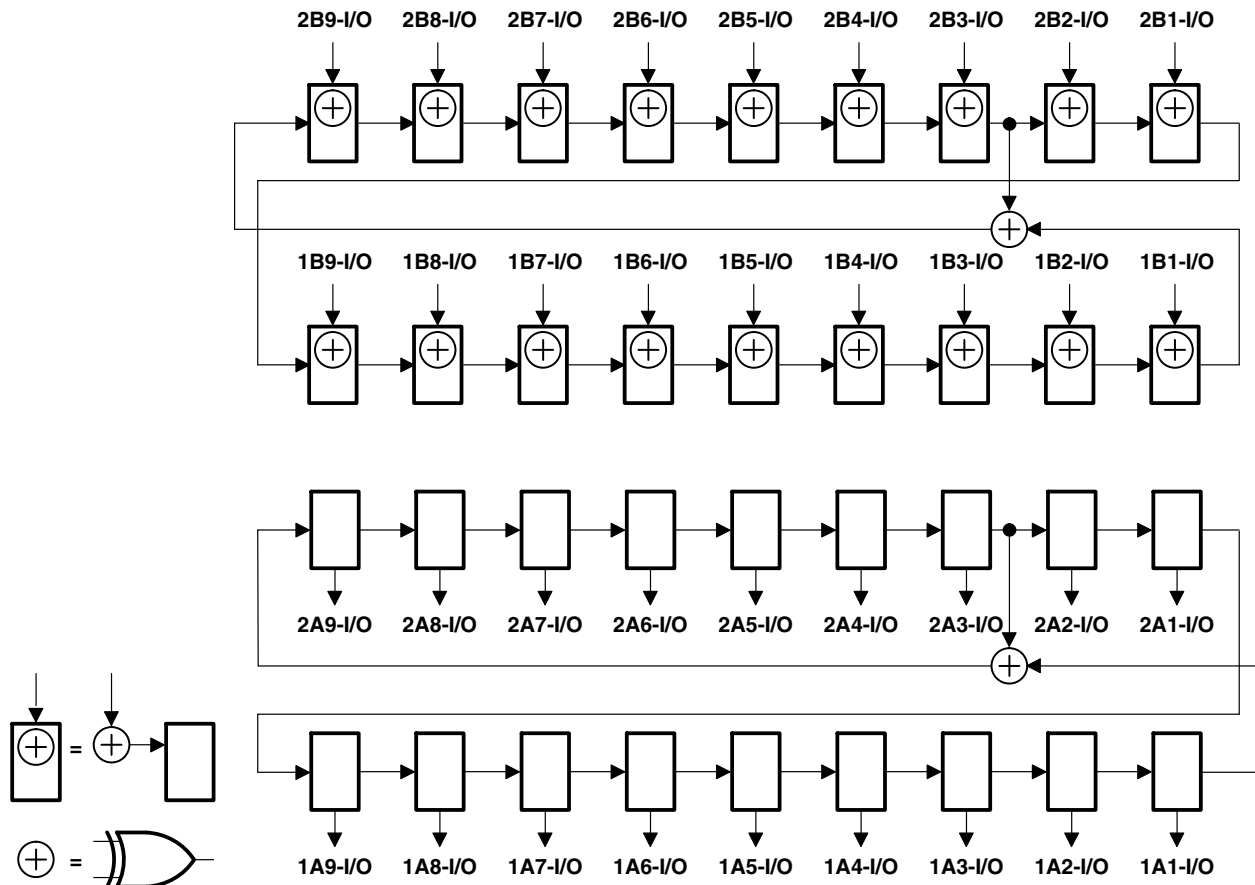 2B9-I/O 2B8-I/O 2B7-I/O 2B6-I/O 2B5-I/O 2B4-I/O 2B3-I/O 2B2-I/O 2B1-I/O
1B9-I/O 1B8-I/O 1B7-I/O 1B6-I/O 1B5-I/O 1B4-I/O 1B3-I/O 1B2-I/O 1B1-I/O
2A9-I/O 2A8-I/O 2A7-I/O 2A6-I/O 2A5-I/O 2A4-I/O 2A3-I/O 2A2-I/O 2A1-I/O
=
=
1A9-I/O 1A8-I/O 1A7-I/O 1A6-I/O 1A5-I/O 1A4-I/O 1A3-I/O 1A2-I/O 1A1-I/O